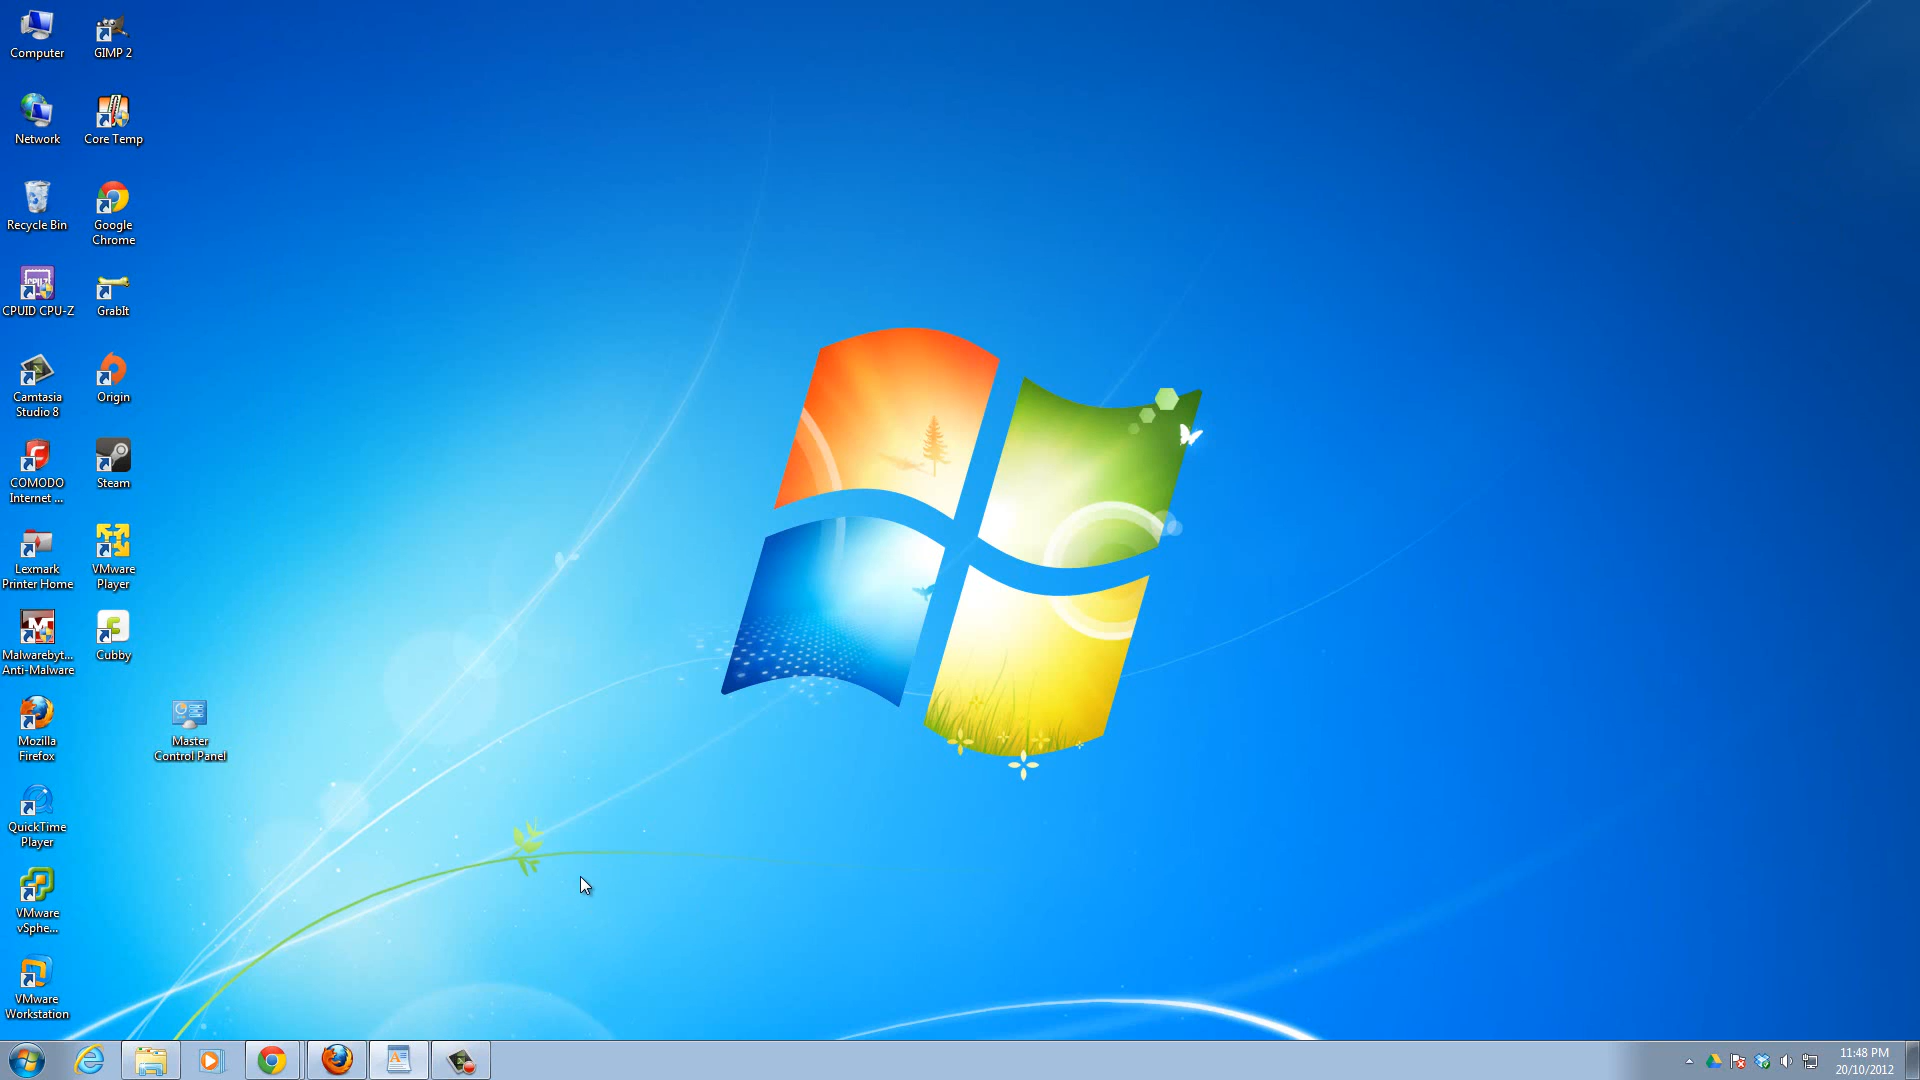 Computer
GIMP 2
Network
Core Temp
Recycle Bin
Google
Chrome
CPUID CPU-Z
GrabIt
Camtasia
Studio 8
Origin
COMODO
Internet ...
Steam
Lexmark
Printer Home
VMware
Player
Malwarebyt...
Anti-Malware
Cubby
Mozilla
Firefox
Master
Control Panel
QuickTime
Player
VMware
vSphe...
VMware
Workstation
11:48 PM
20/10/2012